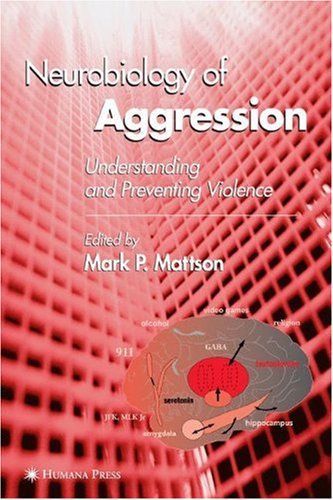 Neurobiology of
Aggression
Understanding
and Preventing Violence
Edited by
Mark P. Mattson
video games
alcohol
religion
911
GABA
serotonin
hippocampus
JFK, MLK Jr
amygdala
HUMANA PRESS